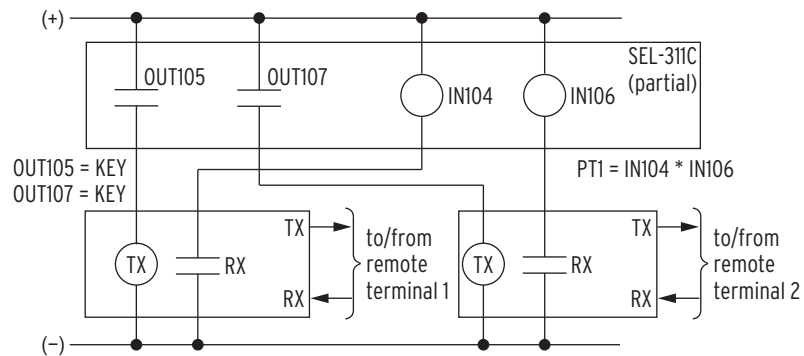 (+)
SEL-311C
(partial)
OUT105
OUT107
IN104
IN106
OUT105 = KEY
OUT107 = KEY
PT1 = IN104 * IN106
TX
RX
TX
RX
to/from
remote
terminal 1
TX
RX
TX
RX
to/from
remote
terminal 2
(–)